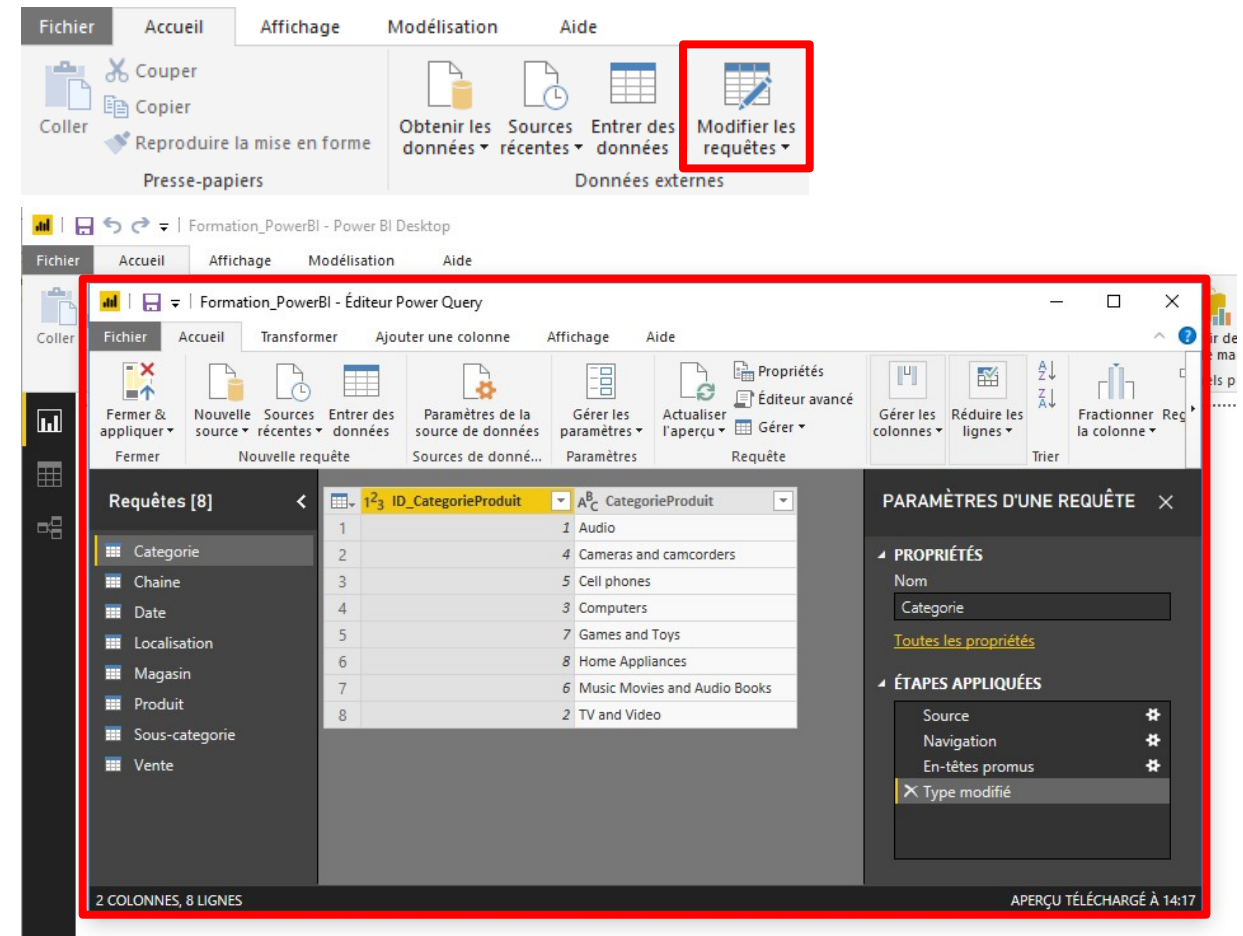 Fichier Accueil Affichage Modélisation Aide
Couper
Copier
Coller
Reproduire la mise en forme
Obtenir les données
Sources récentes
Entrer des données
Modifier les requêtes
Presse-papiers
Données externes
Formation_PowerBI - Power BI Desktop
Fichier Accueil Affichage Modélisation Aide
Coller
Formation_PowerBI - Éditeur Power Query
Fichier Accueil Transformer Ajouter une colonne Affichage Aide
Fermer & appliquer
Nouvelle source
Sources récentes
Entrer des données
Paramètres de la source de données
Gérer les paramètres
Actualiser l'aperçu
Propriétés
Éditeur avancé
Gérer
Gérer les colonnes
Réduire les lignes
Fractionner la colonne
Fermer
Nouvelle requête
Sources de donné...
Paramètres
Requête
Trier
Requêtes [8]
Categorie
Chaine
Date
Localisation
Magasin
Produit
Sous-categorie
Vente
123 ID_CategorieProduit ABC CategorieProduit
1 1 Audio
2 4 Cameras and camcorders
3 5 Cell phones
4 3 Computers
5 7 Games and Toys
6 8 Home Appliances
7 6 Music Movies and Audio Books
8 2 TV and Video
PARAMÈTRES D'UNE REQUÊTE
PROPRIÉTÉS
Nom
Categorie
Toutes les propriétés
ÉTAPES APPLIQUÉES
Source
Navigation
En-têtes promus
Type modifié
2 COLONNES, 8 LIGNES
APERÇU TÉLÉCHARGÉ À 14:17